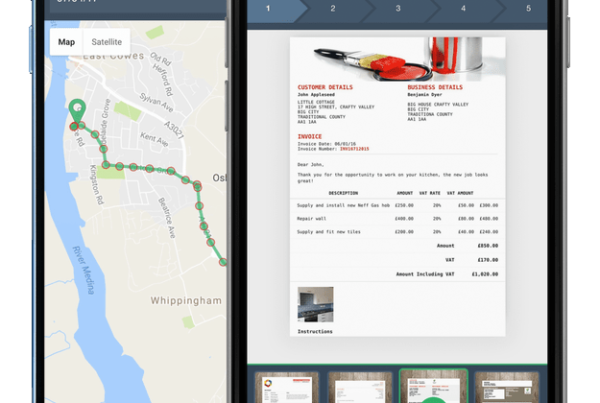 Map Satellite
East Cowes
Old Rd
Hefford Rd
Sylvan Ave
Adelaide Grove
A3021
Kent Ave
Kingston Rd
Beatrice Ave
River Medina
Whippingham
1 2 3 4 5
CUSTOMER DETAILS
John Appleseed
LITTLE COTTAGE
17 HIGH STREET, CRAFTY VALLEY
BIG CITY
TRADITIONAL COUNTY
AA1 1AA
BUSINESS DETAILS
Benjamin Dyer
BIG HOUSE CRAFTY VALLEY
BIG CITY
TRADITIONA COUNTY
AA1 1AA
INVOICE
Invoice Date: 08/01/16
Invoice Number:
Dear John,
Thank you for the opportunity to work on your kitchen, the new job looks
great!
DESCRIPTION AMOUNT VAT RATE VAT AMOUNT
Supply and install new Neff Gas hob £250.00 20% £50.00 £300.00
Repair wall £400.00 20% £80.00 £480.00
Supply and fit new tiles £200.00 20% £40.00 £240.00
Amount £850.00
VAT £170.00
Amount Including VAT £1,020.00
Instructions